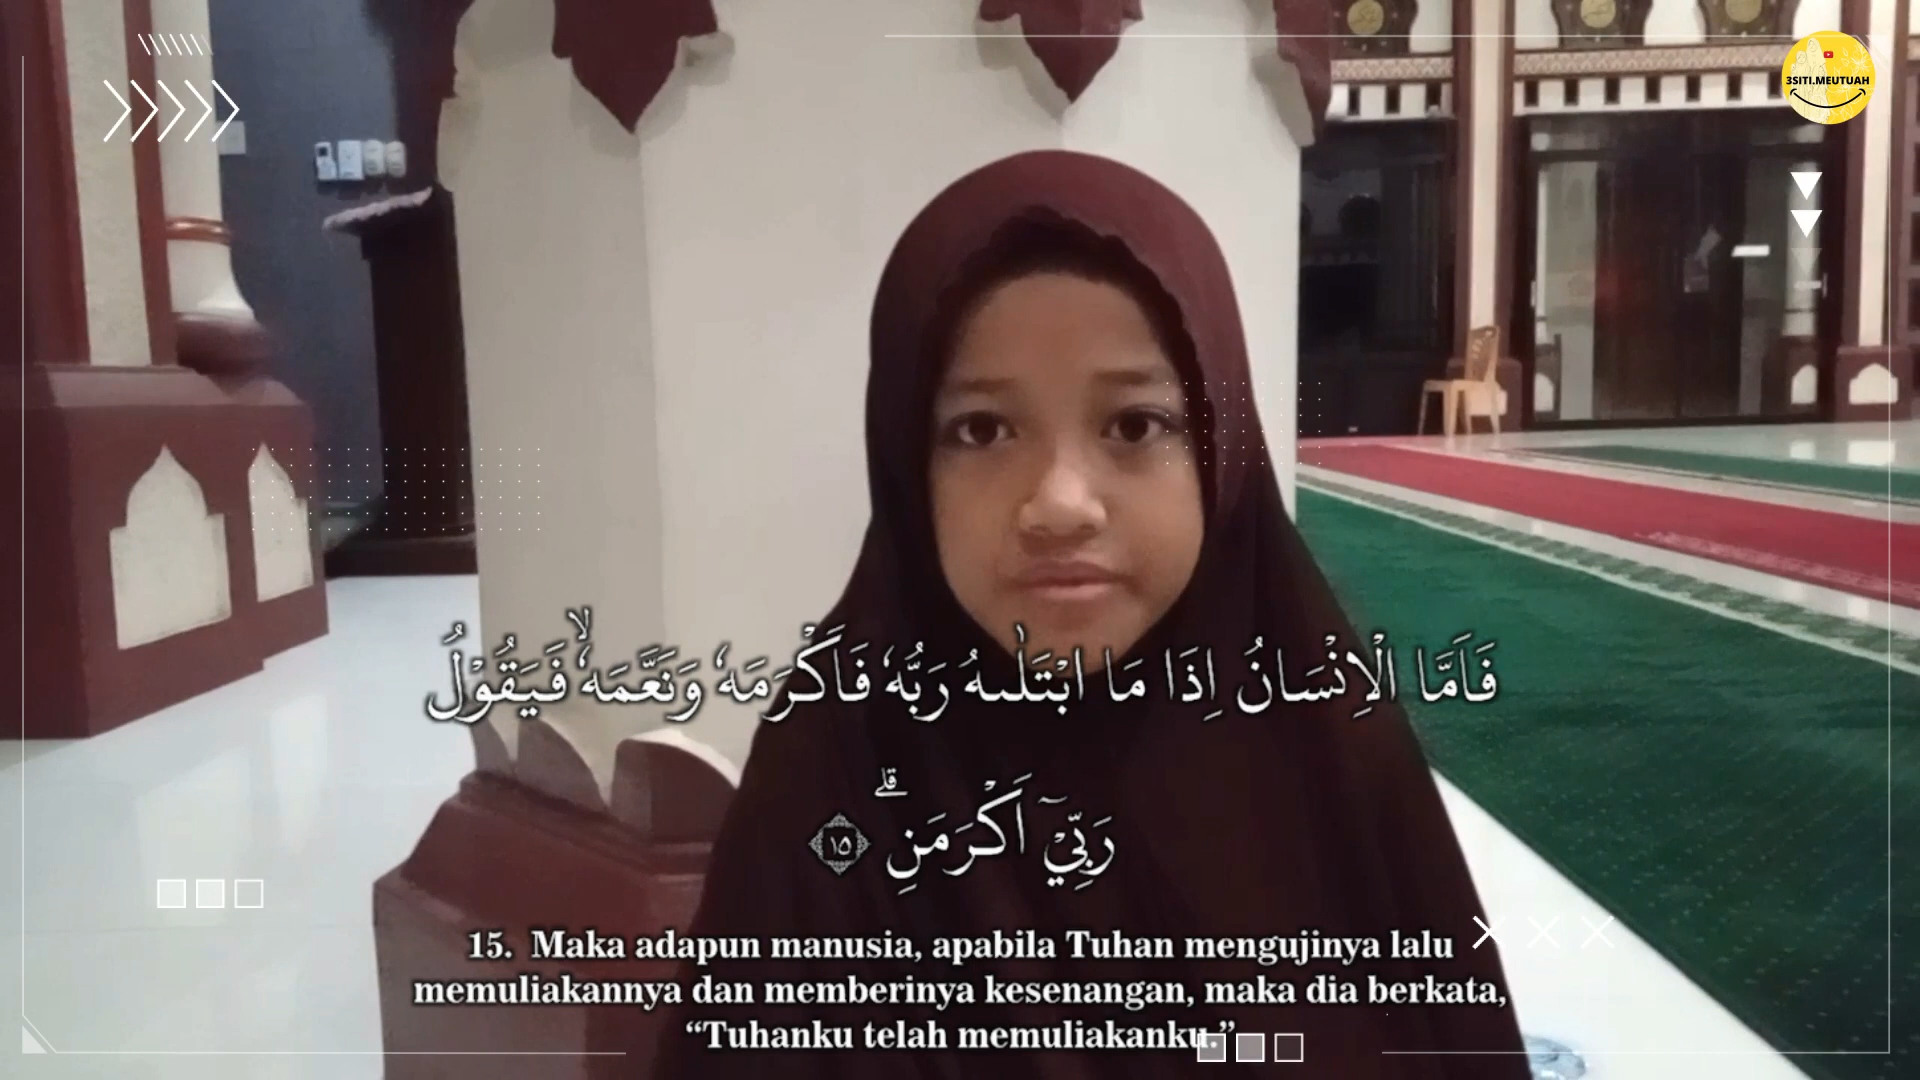 3SITI.MEUTUAH
فَاَمَّا الْاِنْسَانُ اِذَا مَا ابْتَلٰىهُ رَبُّهٗ فَاَكْرَمَهٗ وَنَعَّمَهٗۙ فَيَقُوْلُ
رَبِّيْٓ اَكْرَمَنِۗ ١٥
15. Maka adapun manusia, apabila Tuhan mengujinya lalu
memuliakannya dan memberinya kesenangan, maka dia berkata,
“Tuhanku telah memuliakanku.”